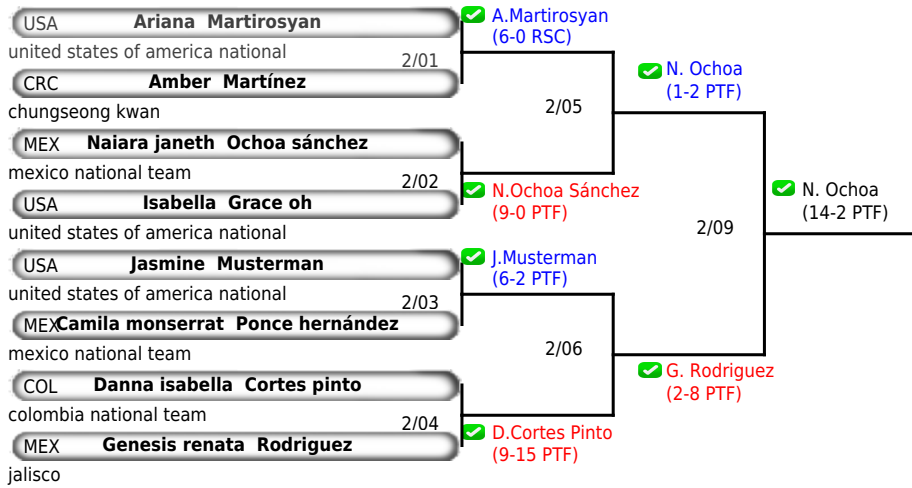 USA Ariana Martirosyan
united states of america national
2/01
CRC Amber Martínez
chungseong kwan
MEX Naiara janeth Ochoa sánchez
mexico national team
2/02
USA Isabella Grace oh
united states of america national
USA Jasmine Musterman
united states of america national
2/03
MEX Camila monserrat Ponce hernández
mexico national team
COL Danna isabella Cortes pinto
colombia national team
2/04
MEX Genesis renata Rodriguez
jalisco
A.Martirosyan
(6-0 RSC)
2/05
N.Ochoa Sánchez
(9-0 PTF)
J.Musterman
(6-2 PTF)
2/06
D.Cortes Pinto
(9-15 PTF)
N. Ochoa
(1-2 PTF)
2/09
G. Rodriguez
(2-8 PTF)
N. Ochoa
(14-2 PTF)